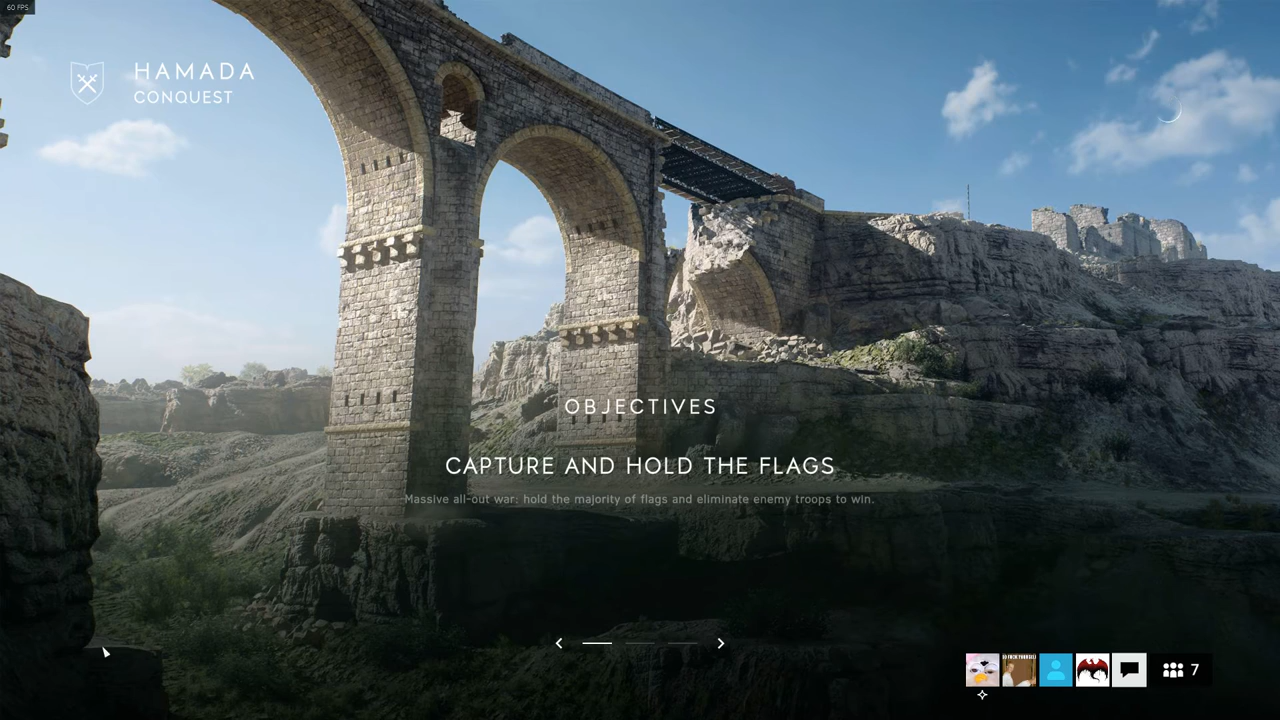 60 FPS
HAMADA
CONQUEST
OBJECTIVES
CAPTURE AND HOLD THE FLAGS
Massive all-out war: hold the majority of flags and eliminate enemy troops to win.
7